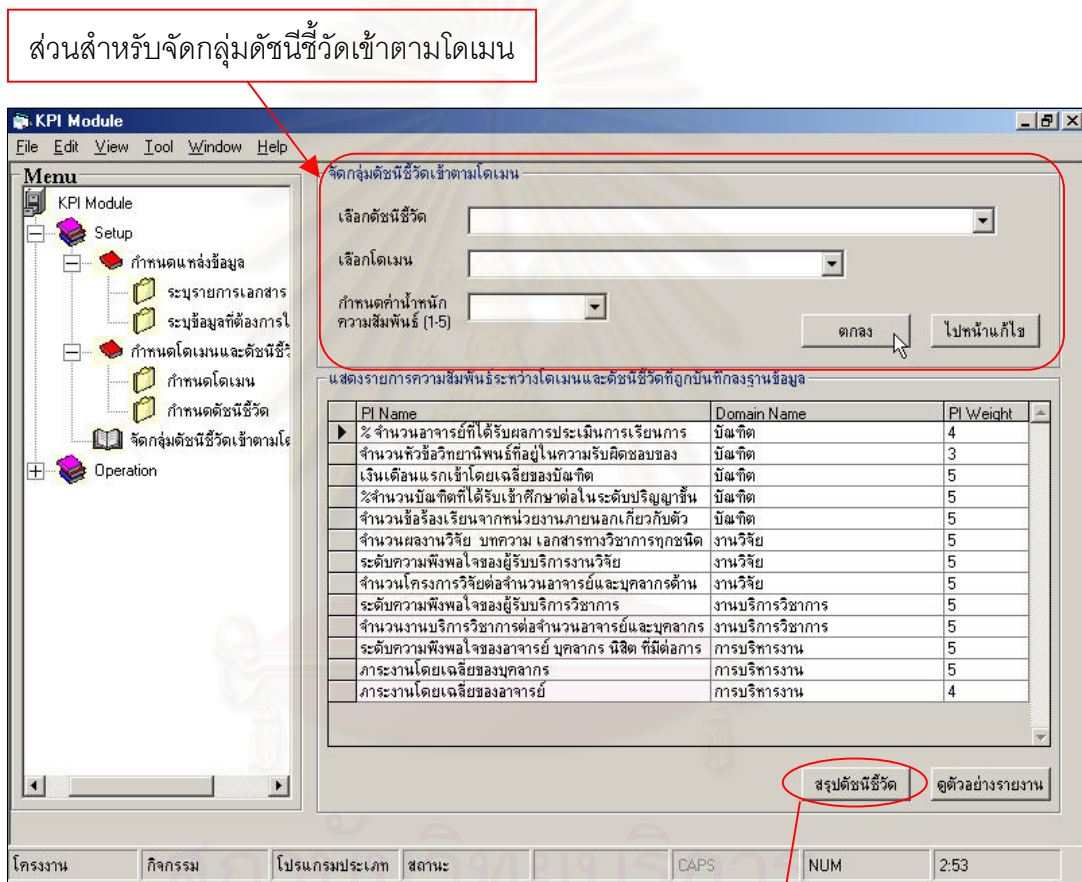 ส่วนสำหรับจัดกลุ่มดัชนีชี้วัดเข้าตามโดเมน
KPI Module
File Edit View Tool Window Help
Menu
KPI Module
Setup
กำหนดแหล่งข้อมูล
ระบุรายการเอกสาร
ระบุข้อมูลที่ต้องการใ
กำหนดโดเมนและดัชนีชี้ว
กำหนดโดเมน
กำหนดดัชนีชี้วัด
จัดกลุ่มดัชนีชี้วัดเข้าตามโด
Operation
จัดกลุ่มดัชนีชี้วัดเข้าตามโดเมน
เลือกดัชนีชี้วัด
เลือกโดเมน
กำหนดค่าน้ำหนัก
ความสัมพันธ์ (1-5)
ตกลง ไปหน้าแก้ไข
แสดงรายการความสัมพันธ์ระหว่างโดเมนและดัชนีชี้วัดที่ถูกบันทึกลงฐานข้อมูล
PI Name Domain Name PI Weight
% จำนวนอาจารย์ที่ได้รับผลการประเมินการเรียนการ บัณฑิต 4
จำนวนหัวข้อวิทยานิพนธ์ที่อยู่ในความรับผิดชอบของ บัณฑิต 3
เงินเดือนแรกเข้าโดยเฉลี่ยของบัณฑิต บัณฑิต 5
%จำนวนบัณฑิตที่ได้รับเข้าศึกษาต่อในระดับปริญญาขั้น บัณฑิต 5
จำนวนข้อร้องเรียนจากหน่วยงานภายนอกเกี่ยวกับตัว บัณฑิต 5
จำนวนผลงานวิจัย บทความ เอกสารทางวิชาการทุกชนิด งานวิจัย 5
ระดับความพึงพอใจของผู้รับบริการงานวิจัย งานวิจัย 5
จำนวนโครงการวิจัยต่อจำนวนอาจารย์และบุคลากรด้าน งานวิจัย 5
ระดับความพึงพอใจของผู้รับบริการวิชาการ งานบริการวิชาการ 5
จำนวนงานบริการวิชาการต่อจำนวนอาจารย์และบุคลากร งานบริการวิชาการ 5
ระดับความพึงพอใจของอาจารย์ บุคลากร นิสิต ที่มีต่อการ การบริหารงาน 5
ภาระงานโดยเฉลี่ยของบุคลากร การบริหารงาน 5
ภาระงานโดยเฉลี่ยของอาจารย์ การบริหารงาน 4
สรุปดัชนีชี้วัด ดูตัวอย่างรายงาน
โครงงาน กิจกรรม โปรแกรมประเภท สถานะ CAPS NUM 2:53